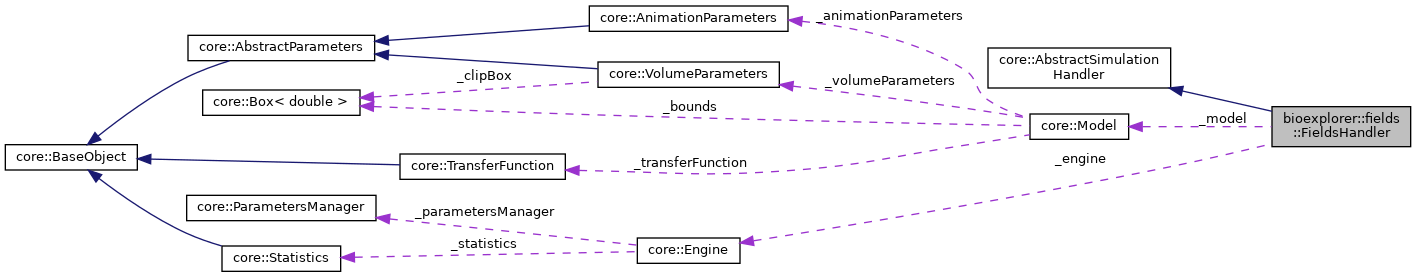 core::AnimationParameters
_animationParameters
core::AbstractParameters
core::AbstractSimulation
Handler
core::VolumeParameters
_clipBox
_volumeParameters
core::Box< double >
_bounds
bioexplorer::fields
::FieldsHandler
_model
core::Model
core::BaseObject
core::TransferFunction
_transferFunction
_engine
core::ParametersManager
_parametersManager
_statistics
core::Engine
core::Statistics